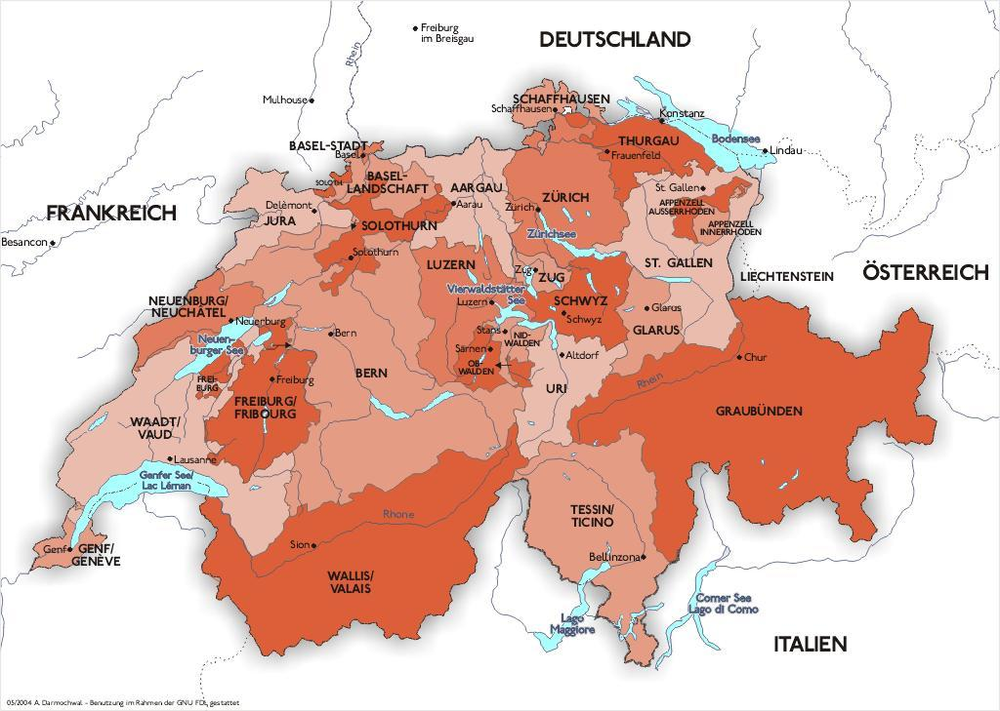 Freiburg
im Breisgau
DEUTSCHLAND
Rhein
Mulhouse
SCHAFFHAUSEN
Schaffhausen
Konstanz
Bodensee
Lindau
BASEL-STADT
Basel
THURGAU
Frauenfeld
SOLOTH.
BASEL-
LANDSCHAFT
AARGAU
Aarau
ZÜRICH
Zürich
Zürichsee
St. Gallen
APPENZELL
AUSSERRHODEN
APPENZELL
INNERRHODEN
FRANKREICH
Besancon
Delèmont
JURA
SOLOTHURN
Solothurn
LUZERN
Zug
ZUG
ST. GALLEN
LIECHTENSTEIN
ÖSTERREICH
Vierwaldstätter
See
Luzern
SCHWYZ
Schwyz
Glarus
GLARUS
NEUENBURG/
NEUCHÂTEL
Neuenburg
Neuen-
burger See
Bern
BERN
Stans
NID-
WALDEN
Sarnen
OB-
WALDEN
Altdorf
URI
Chur
Rhein
GRAUBÜNDEN
FREI-
BURG
Freiburg
FREIBURG/
FRIBOURG
WAADT/
VAUD
Lausanne
Genfer See/
Lac Léman
Rhone
Sion
WALLIS/
VALAIS
Genf
GENF/
GENÈVE
TESSIN/
TICINO
Bellinzona
Lago
Maggiore
Comer See
Lago di Como
ITALIEN
05/2004 A. Darmochwal - Benutzung im Rahmen der GNU FDL gestattet